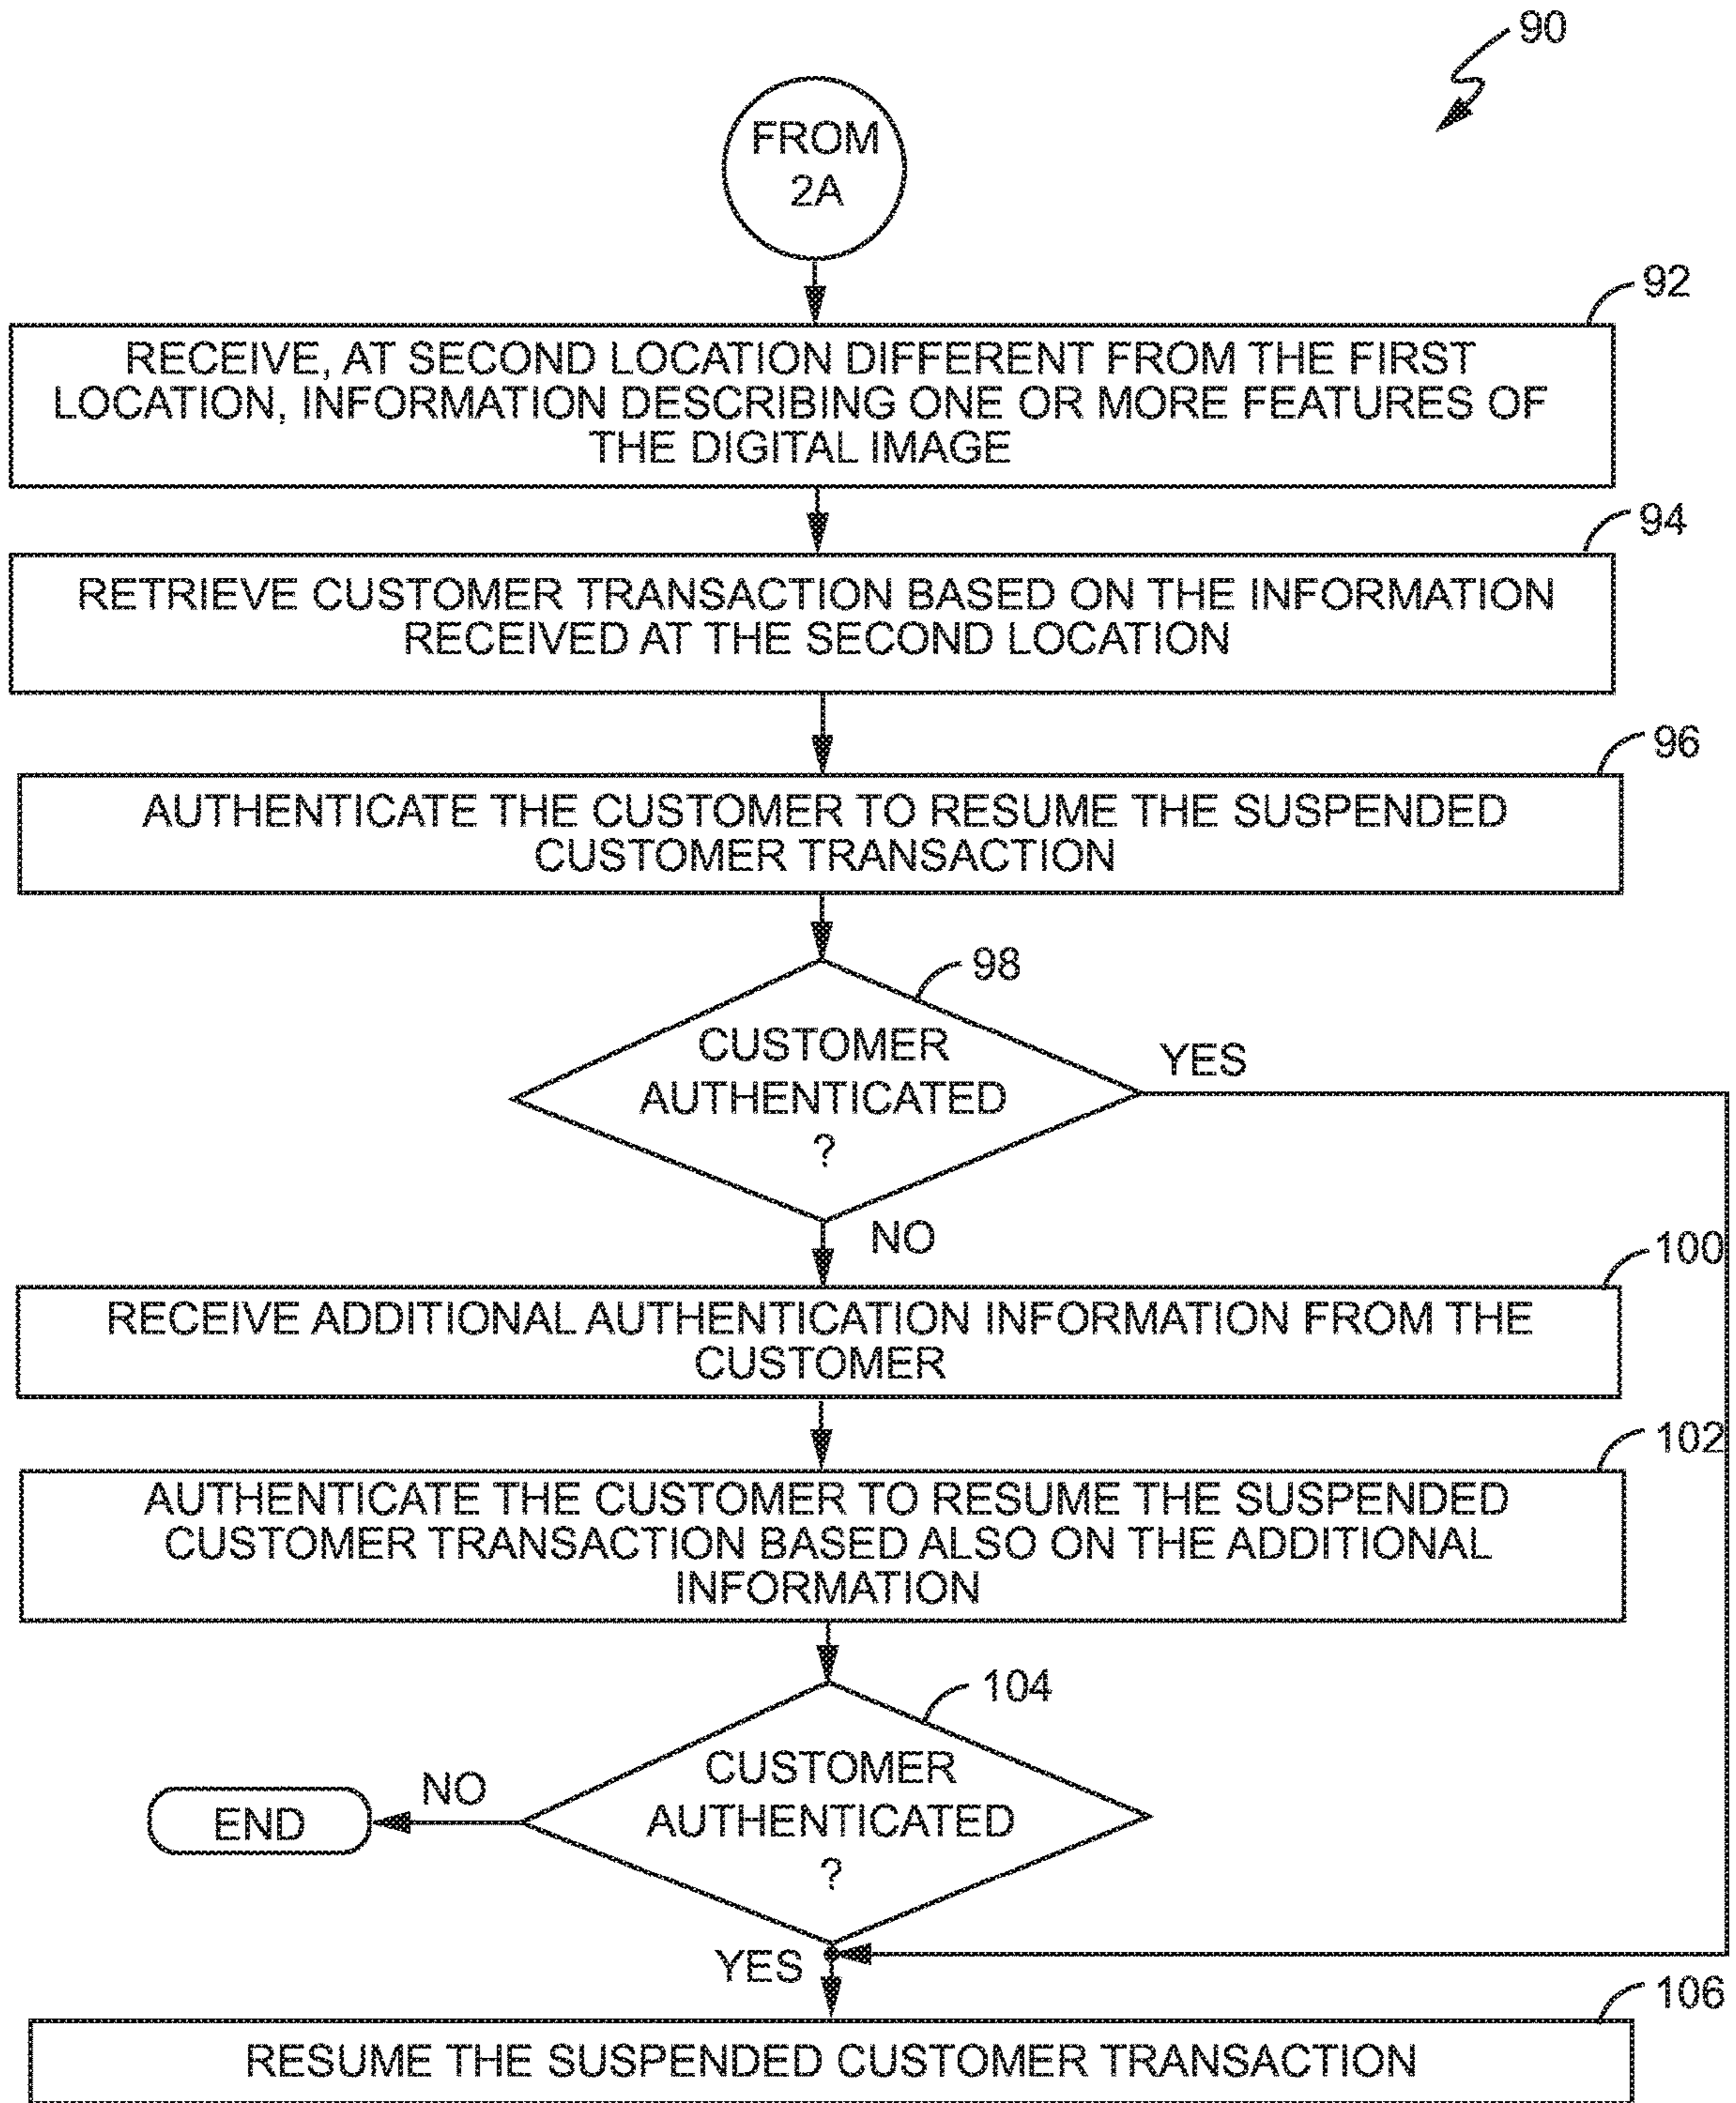 90
FROM
2A
92
RECEIVE, AT SECOND LOCATION DIFFERENT FROM THE FIRST
LOCATION, INFORMATION DESCRIBING ONE OR MORE FEATURES OF
THE DIGITAL IMAGE
94
RETRIEVE CUSTOMER TRANSACTION BASED ON THE INFORMATION
RECEIVED AT THE SECOND LOCATION
96
AUTHENTICATE THE CUSTOMER TO RESUME THE SUSPENDED
CUSTOMER TRANSACTION
98
CUSTOMER
AUTHENTICATED
?
YES
NO
100
RECEIVE ADDITIONAL AUTHENTICATION INFORMATION FROM THE
CUSTOMER
102
AUTHENTICATE THE CUSTOMER TO RESUME THE SUSPENDED
CUSTOMER TRANSACTION BASED ALSO ON THE ADDITIONAL
INFORMATION
104
CUSTOMER
AUTHENTICATED
?
NO
END
YES
106
RESUME THE SUSPENDED CUSTOMER TRANSACTION